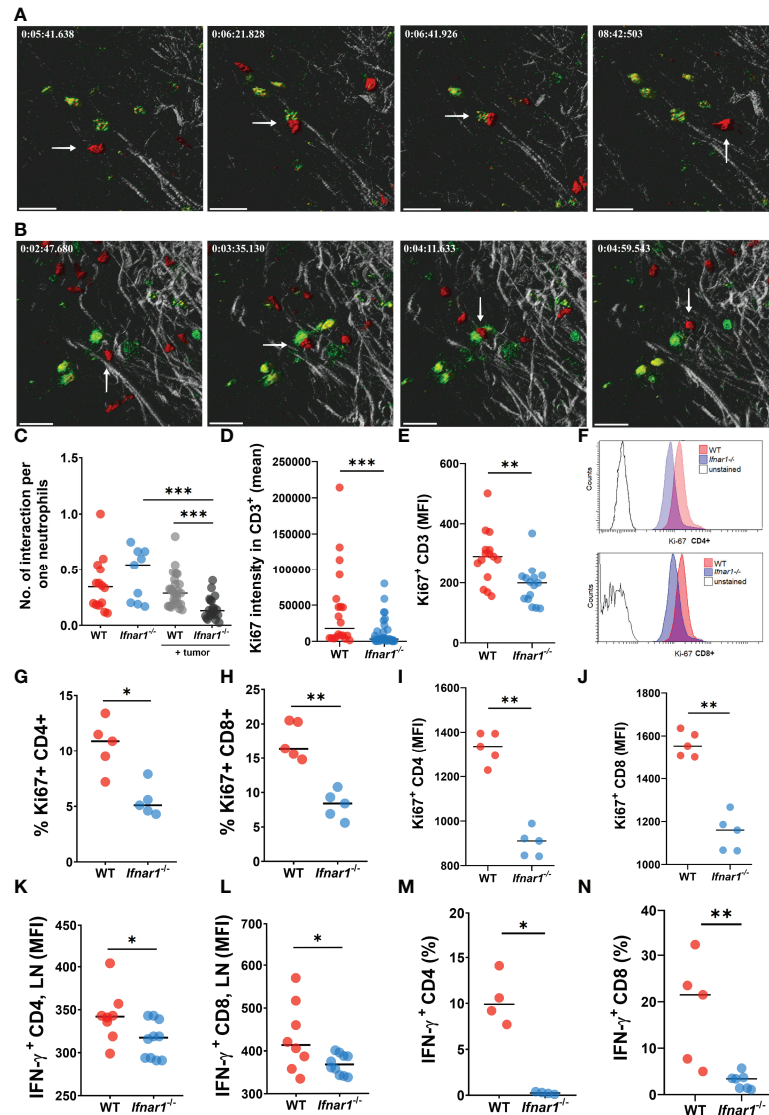 A
0:05:41.638
0:06:21.828
0:06:41.926
08:42:503
B
0:02:47.680
0:03:35.130
0:04:11.633
0:04:59.543
C
No. of interaction per
one neutrophils
1.5
1.0
0.5
0.0
***
***
WT
Ifnar1-/-
WT
Ifnar1-/-
+ tumor
D
Ki67 intensity in CD3+ (mean)
250000
200000
150000
100000
50000
0
***
WT
Ifnar1-/-
E
Ki67+ CD3 (MFI)
600
400
200
0
**
WT
Ifnar1-/-
F
Counts
WT
Ifnar1-/-
unstained
Ki-67 CD4+
Counts
WT
Ifnar1-/-
unstained
Ki-67 CD8+
G
% Ki67+ CD4+
15
10
5
0
*
WT
Ifnar1-/-
H
% Ki67+ CD8+
25
20
15
10
5
0
**
WT
Ifnar1-/-
I
Ki67+ CD4 (MFI)
1600
1400
1200
1000
800
**
WT
Ifnar1-/-
J
Ki67+ CD8 (MFI)
1800
1600
1400
1200
1000
**
WT
Ifnar1-/-
K
IFN-γ+ CD4, LN (MFI)
450
400
350
300
250
*
WT
Ifnar1-/-
L
IFN-γ+ CD8, LN (MFI)
700
600
500
400
300
*
WT
Ifnar1-/-
M
IFN-γ+ CD4 (%)
20
15
10
5
0
*
WT
Ifnar1-/-
N
IFN-γ+ CD8 (%)
40
30
20
10
0
**
WT
Ifnar1-/-